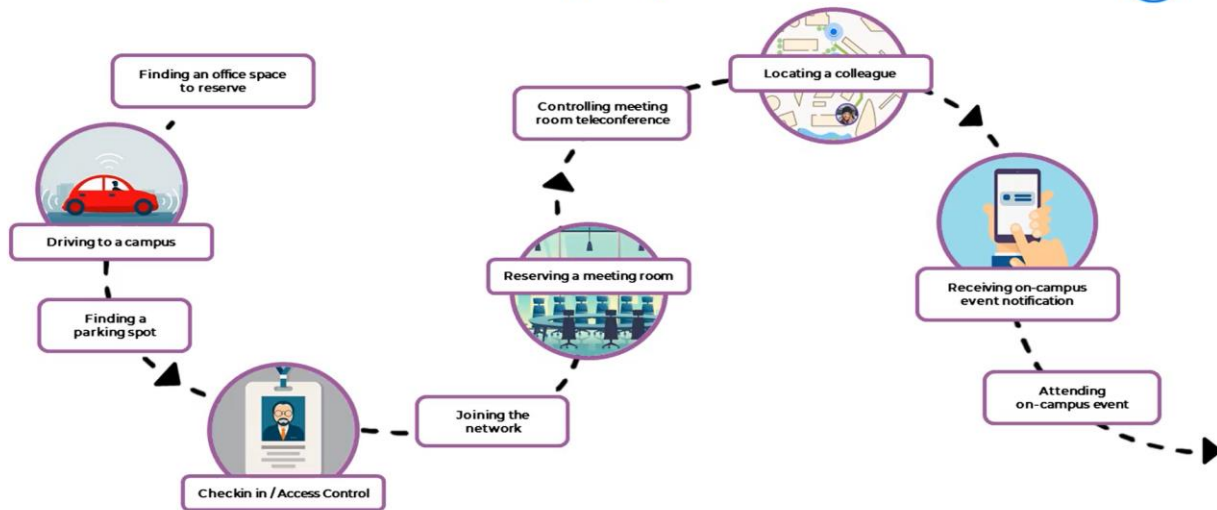 Finding an office space
to reserve
Driving to a campus
Finding a
parking spot
Checkin in / Access Control
Joining the
network
Reserving a meeting room
Controlling meeting
room teleconference
Locating a colleague
Receiving on-campus
event notification
Attending
on-campus event